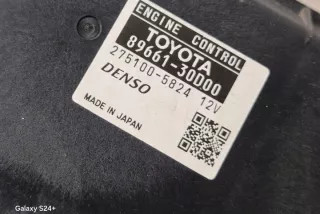 ENGINE CONTROL
TOYOTA
89661-30D00
275100-5824 12V
DENSO
MADE IN JAPAN
Galaxy S24+